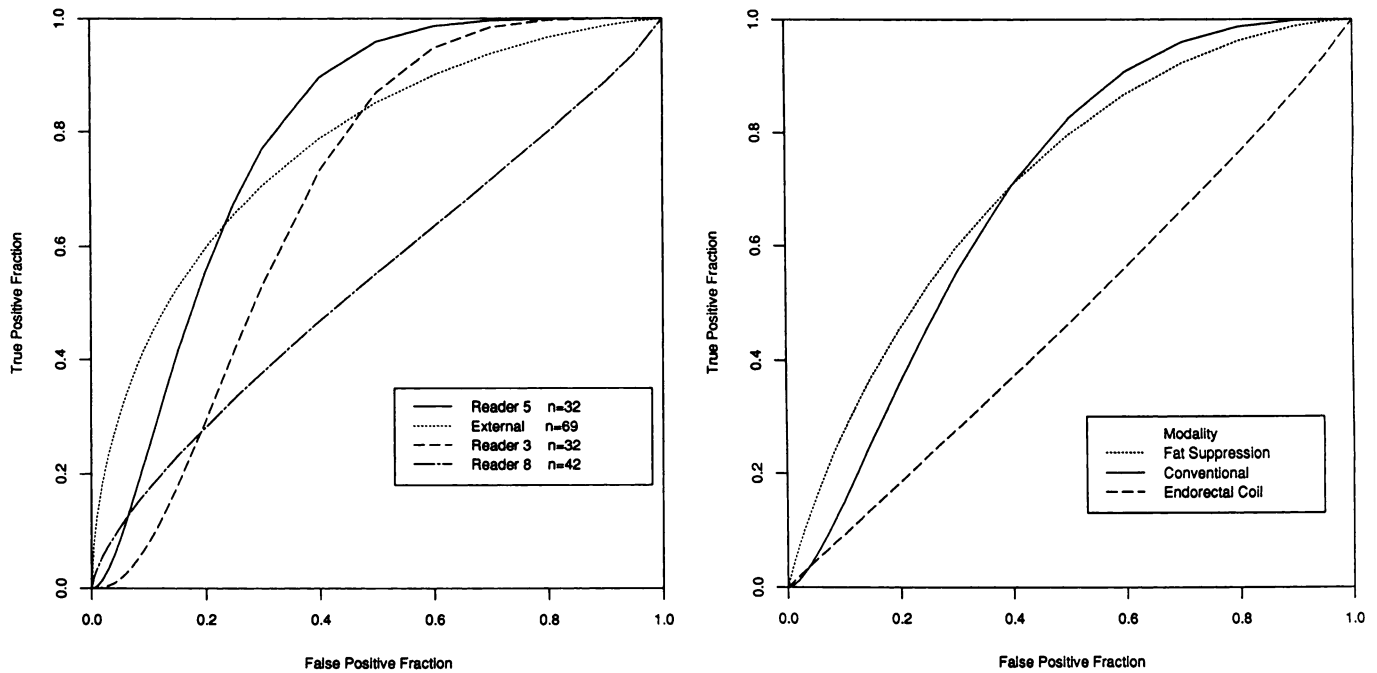 1.0
0.8
0.6
0.4
0.2
0.0
True Positive Fraction
Reader 5 n=32
External n=69
Reader 3 n=32
Reader 8 n=42
0.0 0.2 0.4 0.6 0.8 1.0
False Positive Fraction
1.0
0.8
0.6
0.4
0.2
0.0
True Positive Fraction
Modality
Fat Suppression
Conventional
Endorectal Coil
0.0 0.2 0.4 0.6 0.8 1.0
False Positive Fraction